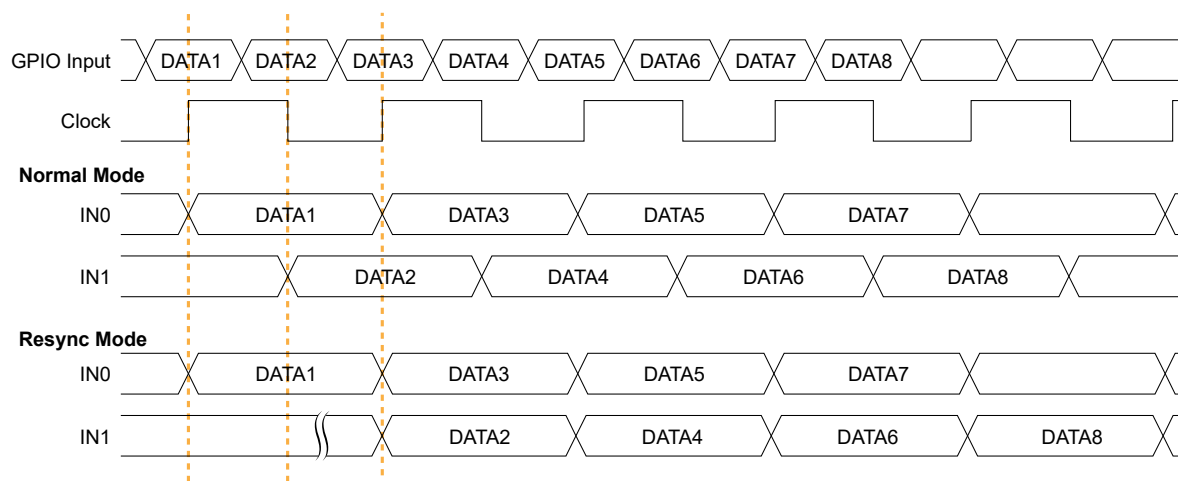 GPIO Input DATA1 DATA2 DATA3 DATA4 DATA5 DATA6 DATA7 DATA8
Clock
Normal Mode
IN0 DATA1 DATA3 DATA5 DATA7
IN1 DATA2 DATA4 DATA6 DATA8
Resync Mode
IN0 DATA1 DATA3 DATA5 DATA7
IN1 DATA2 DATA4 DATA6 DATA8